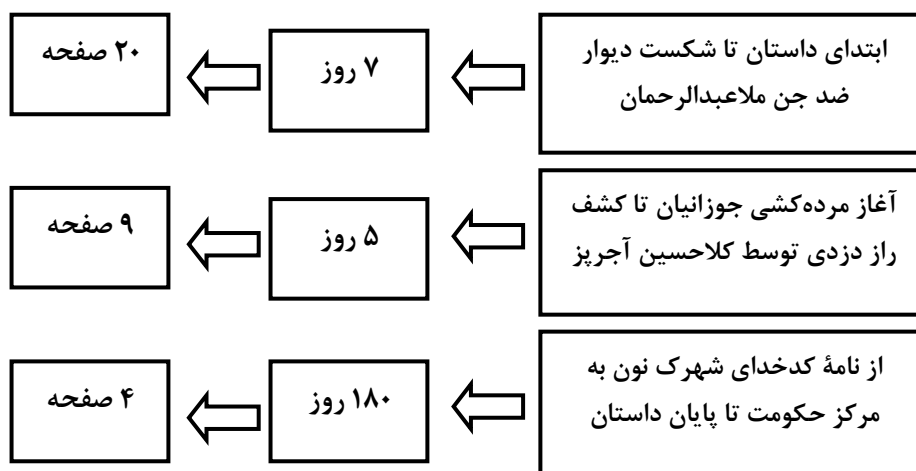 ابتدای داستان تا شکست دیوار
ضد جن ملاعبدالرحمان
۷ روز
۲۰ صفحه
آغاز مرده‌کشی جوزانیان تا کشف
راز دزدی توسط کلاحسین آجرپز
۵ روز
۹ صفحه
از نامهٔ کدخدای شهرک نون به
مرکز حکومت تا پایان داستان
۱۸۰ روز
۴ صفحه